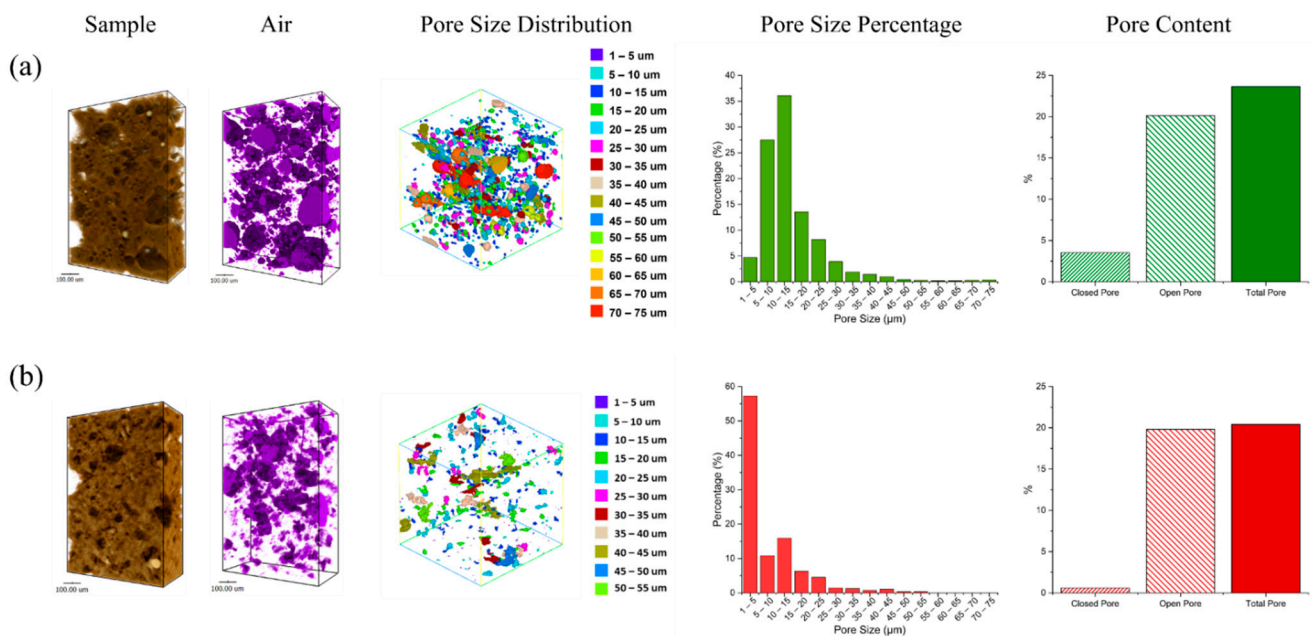 Sample
Air
Pore Size Distribution
Pore Size Percentage
Pore Content
(a)
100.00 um
100.00 um
1 – 5 um
5 – 10 um
10 – 15 um
15 – 20 um
20 – 25 um
25 – 30 um
30 – 35 um
35 – 40 um
40 – 45 um
45 – 50 um
50 – 55 um
55 – 60 um
60 – 65 um
65 – 70 um
70 – 75 um
Percentage (%)
40
35
30
25
20
15
10
5
0
1 – 5
5 – 10
10 – 15
15 – 20
20 – 25
25 – 30
30 – 35
35 – 40
40 – 45
45 – 50
50 – 55
55 – 60
60 – 65
65 – 70
70 – 75
Pore Size (µm)
%
25
20
15
10
5
0
Closed Pore
Open Pore
Total Pore
(b)
100.00 um
100.00 um
1 – 5 um
5 – 10 um
10 – 15 um
15 – 20 um
20 – 25 um
25 – 30 um
30 – 35 um
35 – 40 um
40 – 45 um
45 – 50 um
50 – 55 um
Percentage (%)
60
50
40
30
20
10
0
1 – 5
5 – 10
10 – 15
15 – 20
20 – 25
25 – 30
30 – 35
35 – 40
40 – 45
45 – 50
50 – 55
55 – 60
60 – 65
65 – 70
70 – 75
Pore Size (µm)
%
25
20
15
10
5
0
Closed Pore
Open Pore
Total Pore